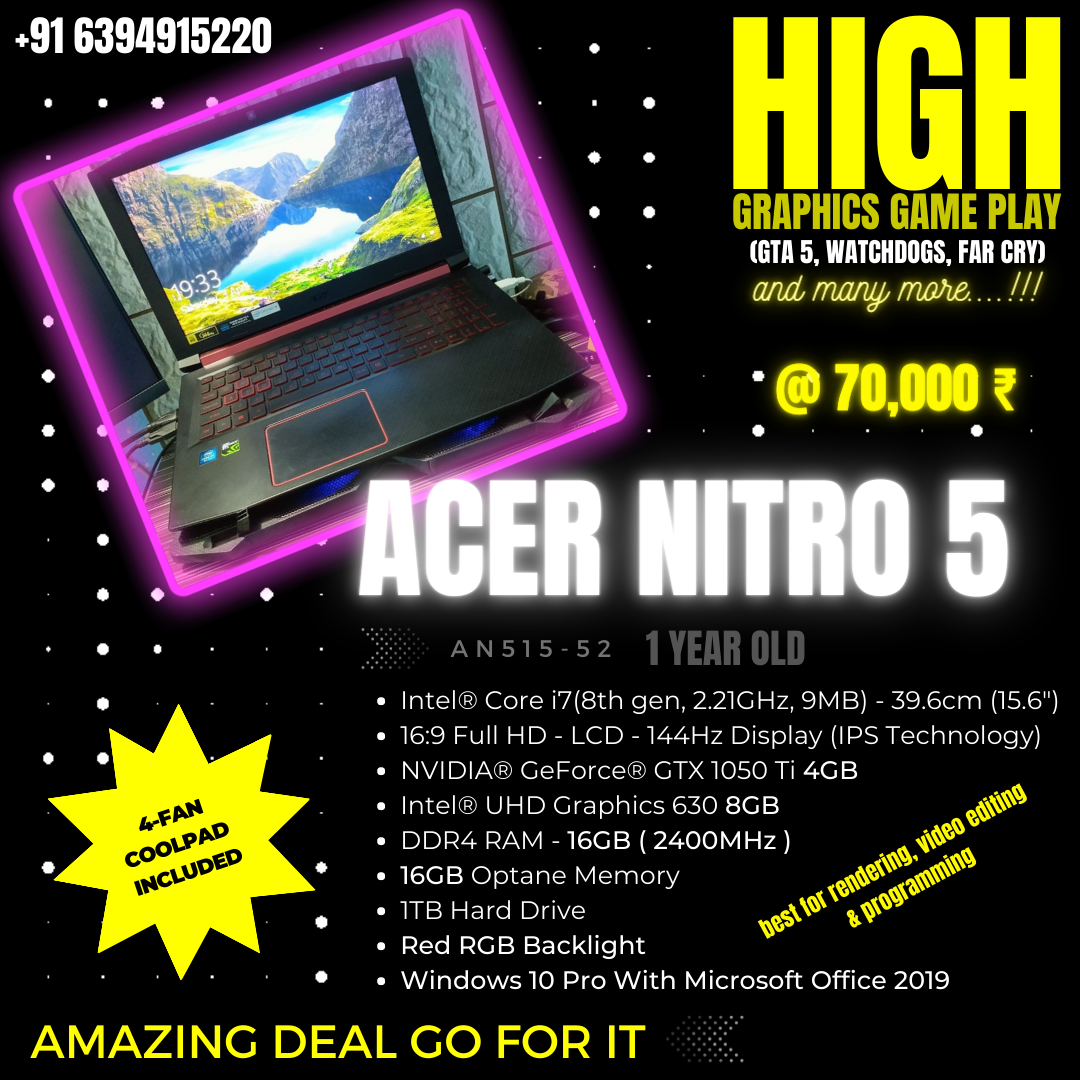 +91 6394915220
HIGH
GRAPHICS GAME PLAY
(GTA 5, WATCHDOGS, FAR CRY)
and many more....!!!
@ 70,000 ₹
19:33
ACER NITRO 5
AN515-52 1 YEAR OLD
Intel® Core i7(8th gen, 2.21GHz, 9MB) - 39.6cm (15.6")
16:9 Full HD - LCD - 144Hz Display (IPS Technology)
NVIDIA® GeForce® GTX 1050 Ti 4GB
Intel® UHD Graphics 630 8GB
DDR4 RAM - 16GB ( 2400MHz )
16GB Optane Memory
1TB Hard Drive
Red RGB Backlight
Windows 10 Pro With Microsoft Office 2019
4-FAN
COOLPAD
INCLUDED
best for rendering, video editing
& programming
AMAZING DEAL GO FOR IT